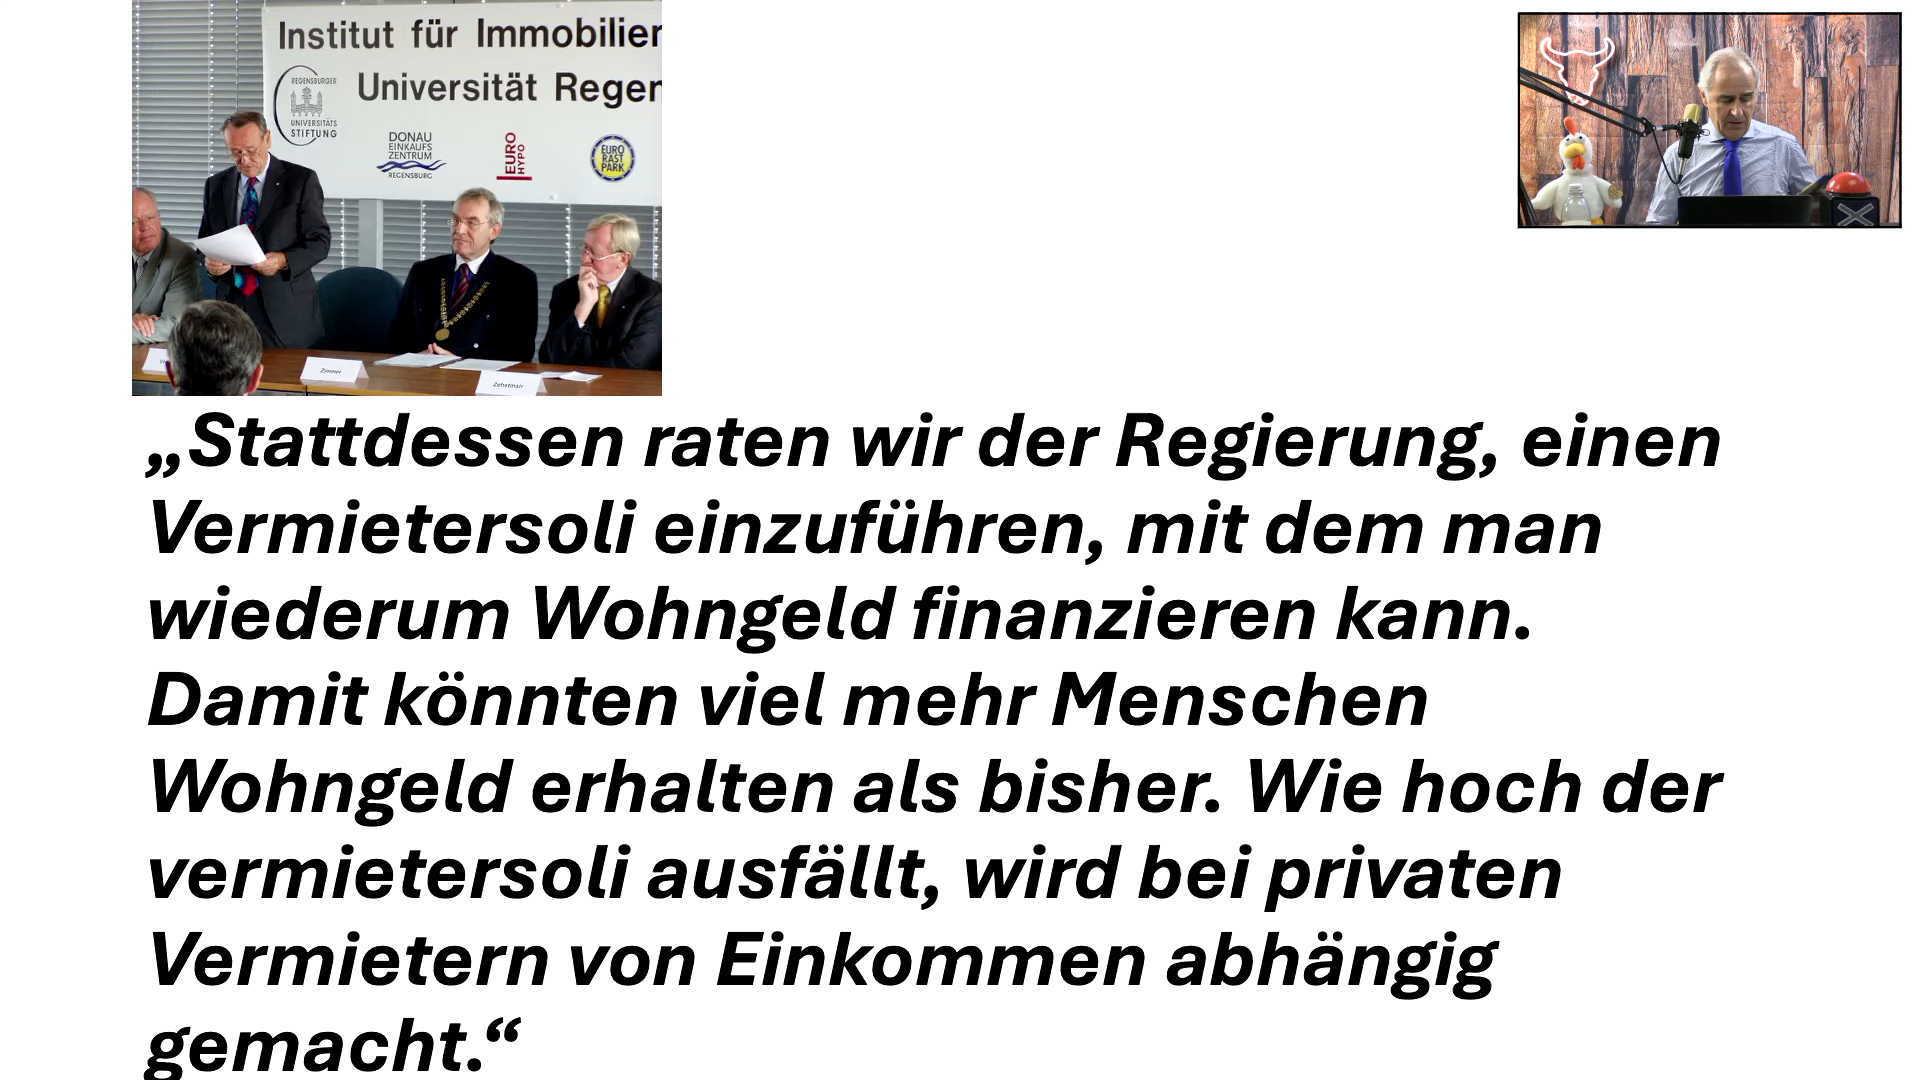 Institut für Immobilien
Universität Regen
REGENSBURGER
UNIVERSITÄTS
STIFTUNG
DONAU
EINKAUFS
ZENTRUM
REGENSBURG
EURO
HYPO
EURO
RAST
PARK
Zimmer
Zehetmair
„Stattdessen raten wir der Regierung, einen
Vermietersoli einzuführen, mit dem man
wiederum Wohngeld finanzieren kann.
Damit könnten viel mehr Menschen
Wohngeld erhalten als bisher. Wie hoch der
vermietersoli ausfällt, wird bei privaten
Vermietern von Einkommen abhängig
gemacht.“